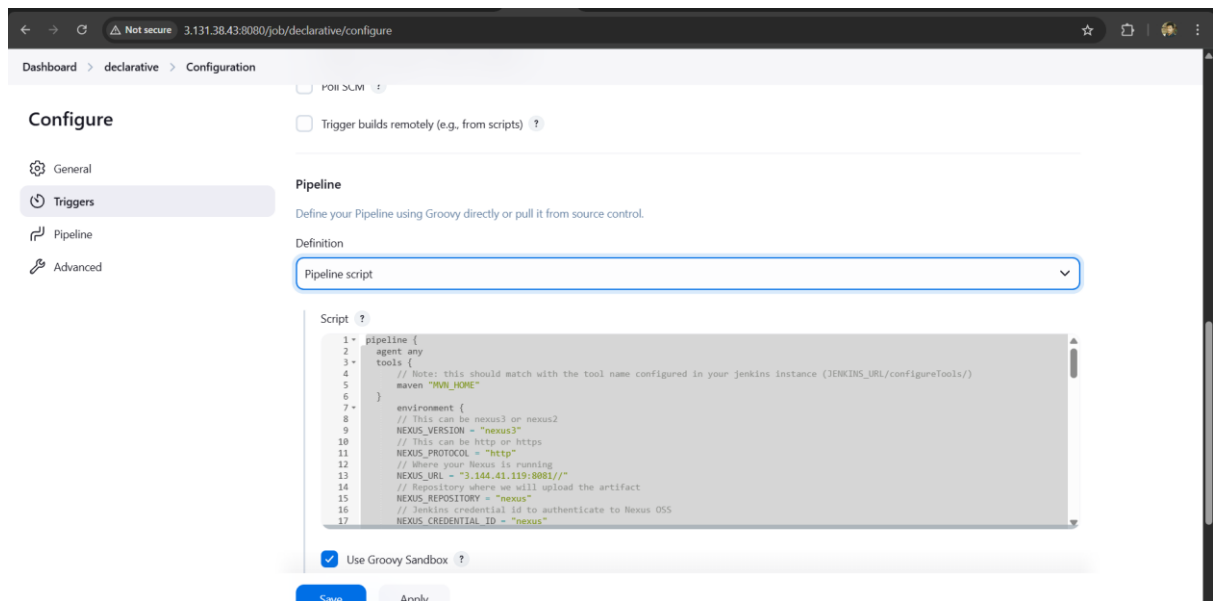 Not secure 3.131.38.43:8080/job/declarative/configure
Dashboard > declarative > Configuration
Configure
General
Triggers
Pipeline
Advanced
Poll SCM ?
Trigger builds remotely (e.g., from scripts) ?
Pipeline
Define your Pipeline using Groovy directly or pull it from source control.
Definition
Pipeline script
Script ?
1 pipeline {
2 agent any
3 tools {
4 // Note: this should match with the tool name configured in your jenkins instance (JENKINS_URL/configureTools/)
5 maven "MVN_HOME"
6 }
7 environment {
8 // This can be nexus3 or nexus2
9 NEXUS_VERSION = "nexus3"
10 // This can be http or https
11 NEXUS_PROTOCOL = "http"
12 // Where your Nexus is running
13 NEXUS_URL = "3.144.41.119:8081//"
14 // Repository where we will upload the artifact
15 NEXUS_REPOSITORY = "nexus"
16 // Jenkins credential id to authenticate to Nexus OSS
17 NEXUS_CREDENTIAL_ID = "nexus"
Use Groovy Sandbox ?
Save Apply